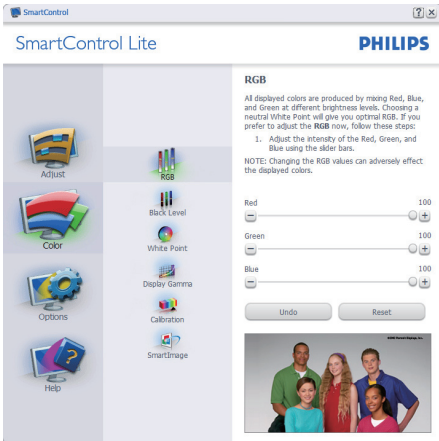 SmartControl
? ×
SmartControl Lite
PHILIPS
Adjust
Color
Options
Help
RGB
Black Level
White Point
Display Gamma
Calibration
SmartImage
RGB
All displayed colors are produced by mixing Red, Blue,
and Green at different brightness levels. Choosing a
neutral White Point will give you optimal RGB. If you
prefer to adjust the RGB now, follow these steps:
1. Adjust the intensity of the Red, Green, and
Blue using the slider bars.
NOTE: Changing the RGB values can adversely effect
the displayed colors.
Red 100
Green 100
Blue 100
Undo Reset